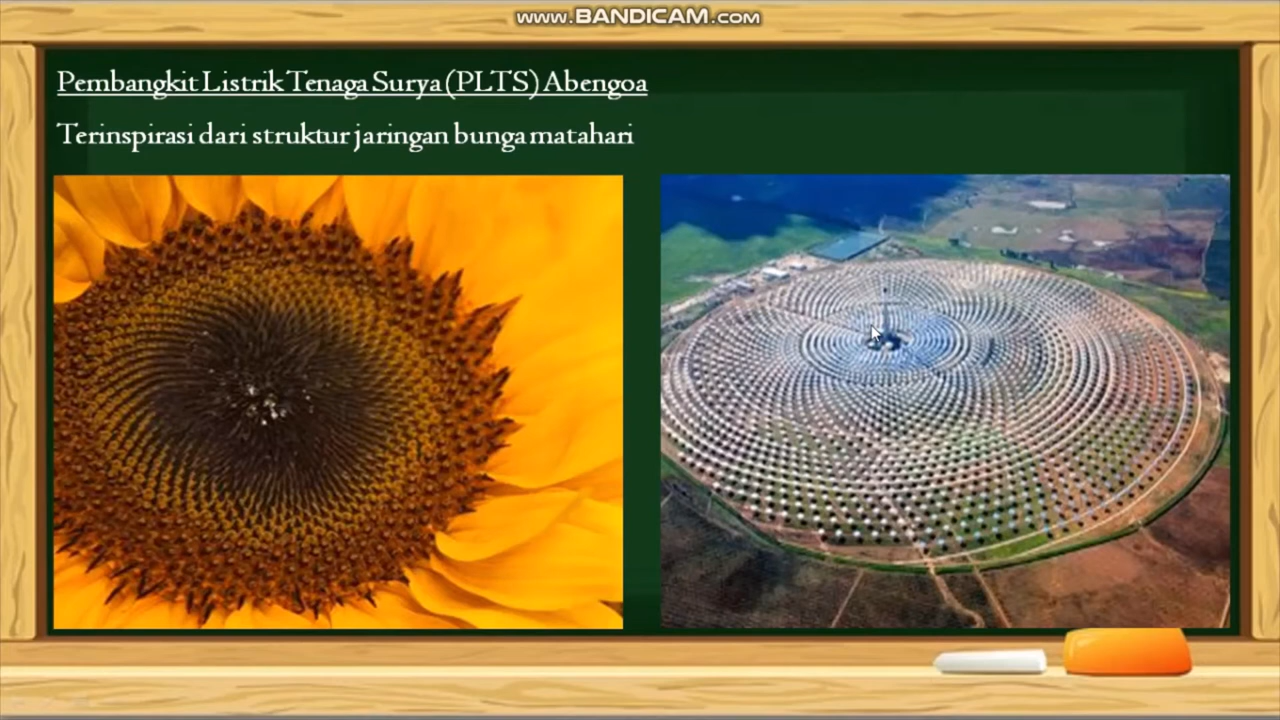 www.BANDICAM.com
Pembangkit Listrik Tenaga Surya (PLTS) Abengoa
Terinspirasi dari struktur jaringan bunga matahari